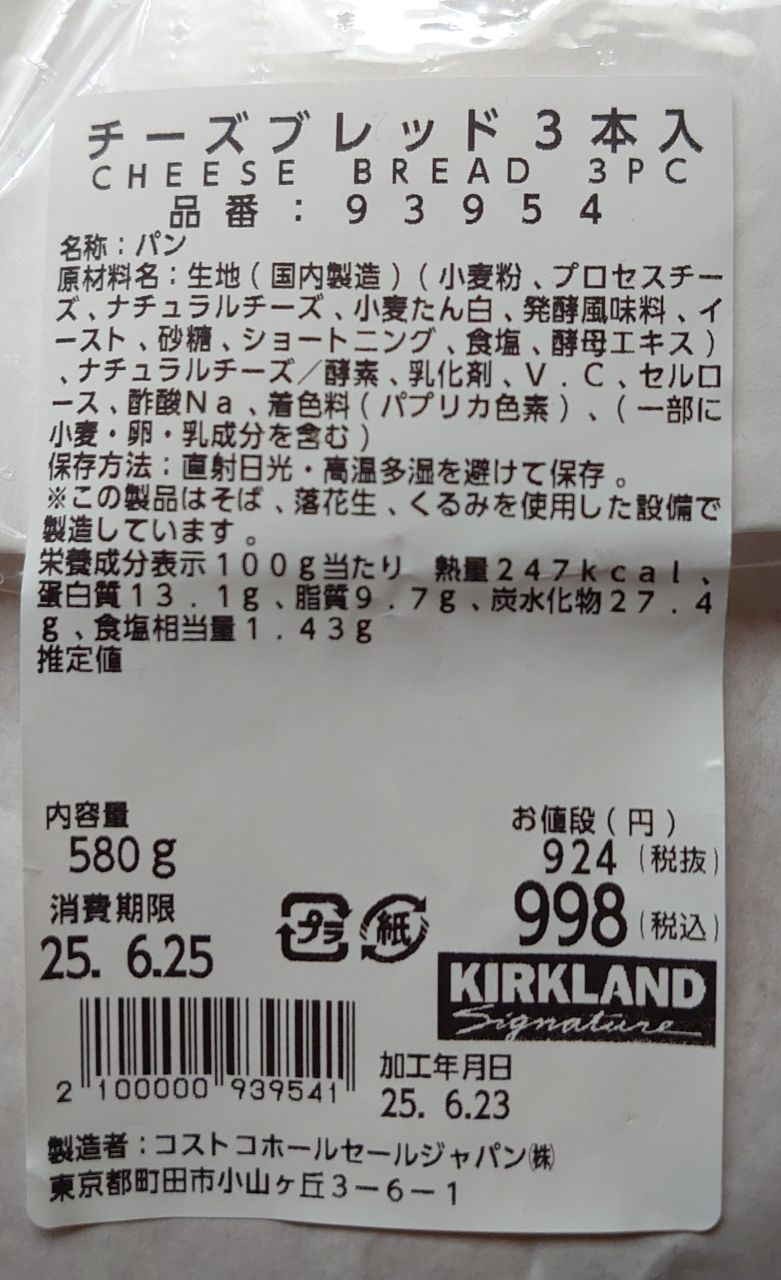 チーズブレッド3本入
CHEESE BREAD 3PC
品番：93954
名称：パン
原材料名：生地（国内製造）（小麦粉、プロセスチー
ズ、ナチュラルチーズ、小麦たん白、発酵風味料、イ
ースト、砂糖、ショートニング、食塩、酵母エキス）
、ナチュラルチーズ／酵素、乳化剤、V．C、セルロ
ース、酢酸Na、着色料（パプリカ色素）、（一部に
小麦・卵・乳成分を含む）
保存方法：直射日光・高温多湿を避けて保存。
※この製品はそば、落花生、くるみを使用した設備で
製造しています。
栄養成分表示100g当たり　熱量247kcal、
蛋白質13．1g、脂質9．7g、炭水化物27．4
g、食塩相当量1．43g
推定値
内容量
580g
お値段（円）
924（税抜）
998（税込）
消費期限
25. 6.25
プラ
紙
KIRKLAND
Signature
2 100000 939541
加工年月日
25. 6.23
製造者：コストコホールセールジャパン㈱
東京都町田市小山ヶ丘3－6－1